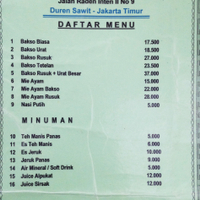 Jalan Raden Inten II No 9
Duren Sawit - Jakarta Timur
DAFTAR MENU
1 Bakso Biasa 17.500
2 Bakso Urat 18.500
3 Bakso Rusuk 27.000
4 Bakso Tetelan 23.500
5 Bakso Rusuk + Urat Besar 37.000
6 Mie Ayam 15.000
7 Mie Ayam Bakso 22.000
8 Mie Ayam Rusuk 28.000
9 Nasi Putih 5.000
MINUMAN
10 Teh Manis Panas 5.000
11 Es Teh Manis 6.000
12 Es Jeruk 10.000
13 Jeruk Panas 9.000
14 Air Mineral / Soft Drink 5.000
15 Juice Alpukat 12.000
16 Juice Sirsak 12.000